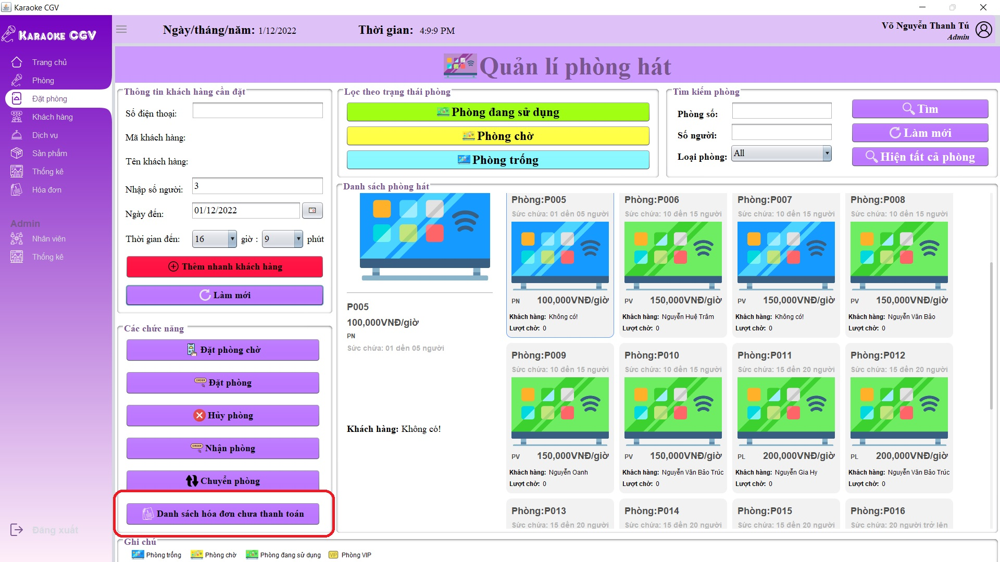 Karaoke CGV
KARAOKE CGV
Ngày/tháng/năm: 1/12/2022
Thời gian: 4:9:9 PM
Võ Nguyễn Thanh Tú
Admin
Trang chủ
Phòng
Đặt phòng
Khách hàng
Dịch vụ
Sản phẩm
Thống kê
Hóa đơn
Admin
Nhân viên
Thống kê
Đăng xuất
Quản lí phòng hát
Thông tin khách hàng cần đặt
Số điện thoại:
Mã khách hàng:
Tên khách hàng:
Nhập số người: 3
Ngày đến: 01/12/2022
Thời gian đến: 16 giờ : 9 phút
Thêm nhanh khách hàng
Làm mới
Các chức năng
Đặt phòng chờ
Đặt phòng
Hủy phòng
Nhận phòng
Chuyển phòng
Danh sách hóa đơn chưa thanh toán
Lọc theo trạng thái phòng
Phòng đang sử dụng
Phòng chờ
Phòng trống
Tìm kiếm phòng
Phòng số:
Số người:
Loại phòng: All
Tìm
Làm mới
Hiện tất cả phòng
Danh sách phòng hát
P005
100,000VNĐ/giờ
PN
Sức chứa: 01 đến 05 người
Khách hàng: Không có!
Phòng:P005
Sức chứa: 01 đến 05 người
PN 100,000VNĐ/giờ
Khách hàng: Không có!
Lượt chờ: 0
Phòng:P006
Sức chứa: 10 đến 15 người
PV 150,000VNĐ/giờ
Khách hàng: Nguyễn Huệ Trâm
Lượt chờ: 0
Phòng:P007
Sức chứa: 10 đến 15 người
PV 150,000VNĐ/giờ
Khách hàng: Không có!
Lượt chờ: 0
Phòng:P008
Sức chứa: 10 đến 15 người
PV 150,000VNĐ/giờ
Khách hàng: Nguyễn Văn Bảo
Lượt chờ: 0
Phòng:P009
Sức chứa: 10 đến 15 người
PV 150,000VNĐ/giờ
Khách hàng: Nguyễn Oanh
Lượt chờ: 0
Phòng:P010
Sức chứa: 10 đến 15 người
PV 150,000VNĐ/giờ
Khách hàng: Nguyễn Văn Bảo Trúc
Lượt chờ: 0
Phòng:P011
Sức chứa: 15 đến 20 người
PL 200,000VNĐ/giờ
Khách hàng: Nguyễn Gia Hy
Lượt chờ: 0
Phòng:P012
Sức chứa: 15 đến 20 người
PL 200,000VNĐ/giờ
Khách hàng: Nguyễn Văn Bảo Trúc
Lượt chờ: 0
Phòng:P013
Sức chứa: 15 đến 20 người
Phòng:P014
Sức chứa: 15 đến 20 người
Phòng:P015
Sức chứa: 15 đến 20 người
Phòng:P016
Sức chứa: 20 người trở lên
Ghi chú
Phòng trống
Phòng chờ
Phòng đang sử dụng
VIP Phòng VIP